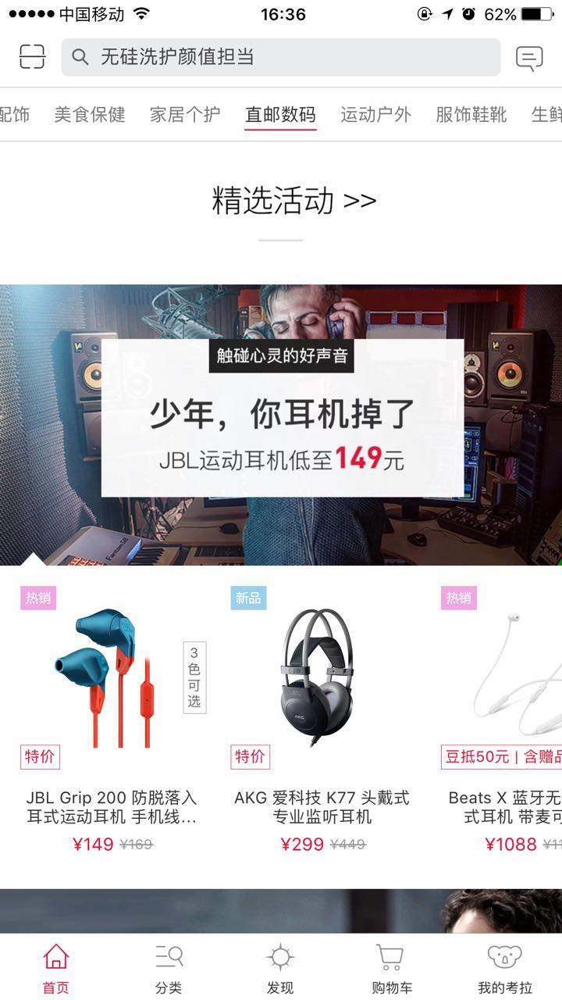 中国移动
16:36
62%
无硅洗护颜值担当
配饰 美食保健 家居个护 直邮数码 运动户外 服饰鞋靴 生鲜
精选活动 >>
触碰心灵的好声音
少年，你耳机掉了
JBL运动耳机低至149元
Fantom G8
热销
3色可选
特价
JBL Grip 200 防脱落入
耳式运动耳机 手机线...
¥149 ¥169
新品
AKG
特价
AKG 爱科技 K77 头戴式
专业监听耳机
¥299 ¥449
热销
豆抵50元 | 含赠品
Beats X 蓝牙无
式耳机 带麦可
¥1088 ¥11
首页 分类 发现 购物车 我的考拉